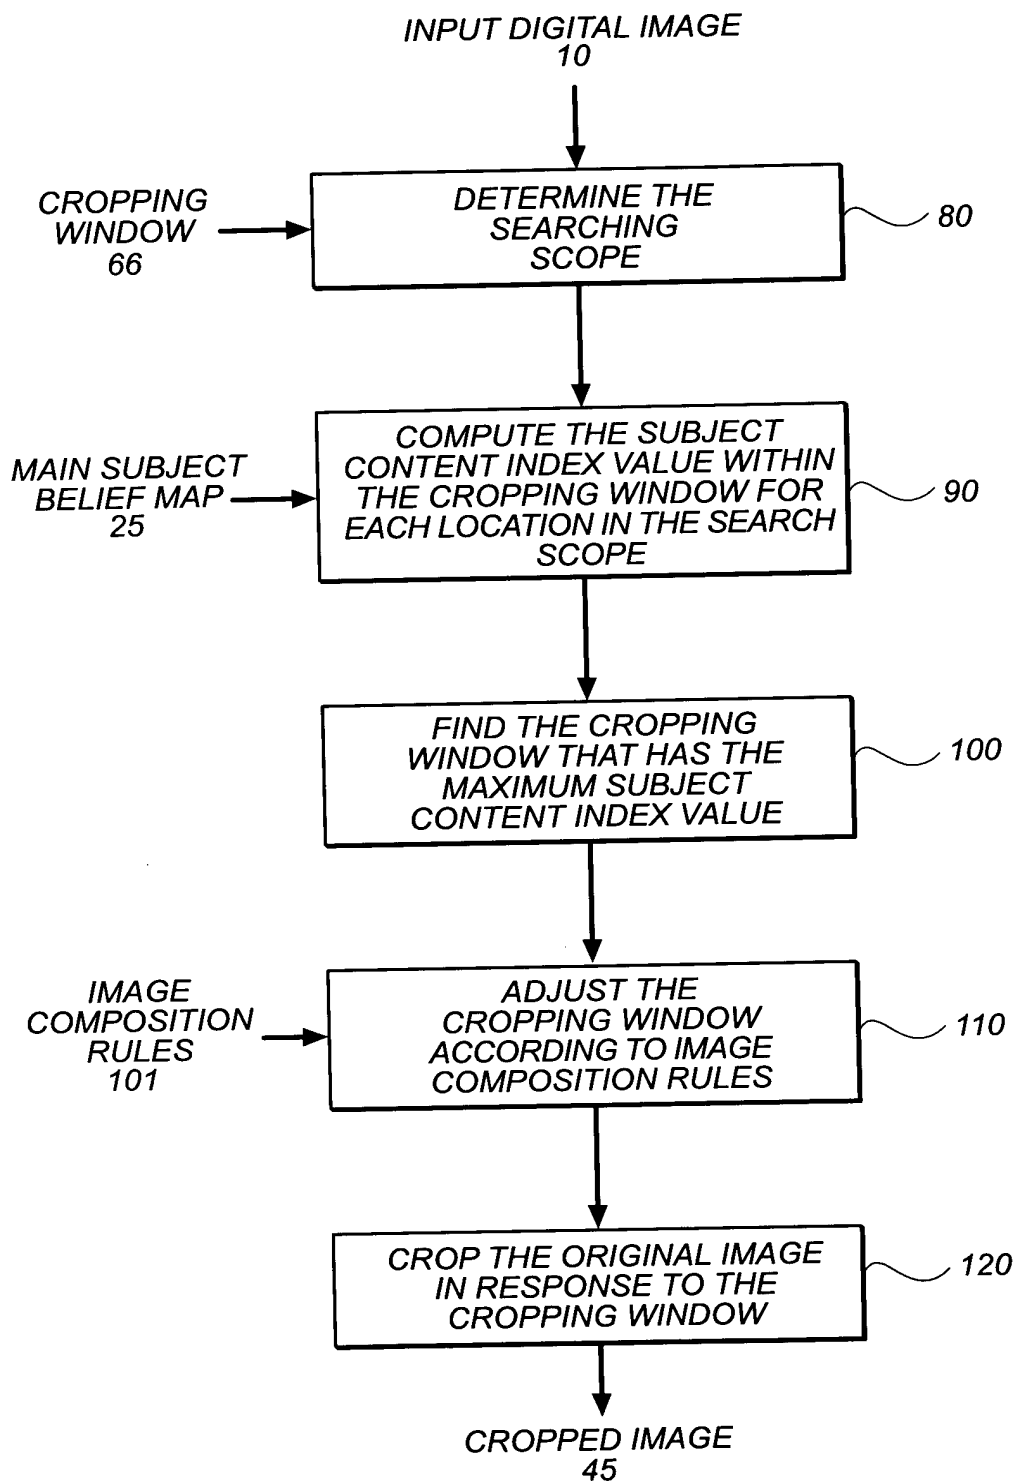 INPUT DIGITAL IMAGE
10
CROPPING
WINDOW
66
DETERMINE THE
SEARCHING
SCOPE
80
MAIN SUBJECT
BELIEF MAP
25
COMPUTE THE SUBJECT
CONTENT INDEX VALUE WITHIN
THE CROPPING WINDOW FOR
EACH LOCATION IN THE SEARCH
SCOPE
90
FIND THE CROPPING
WINDOW THAT HAS THE
MAXIMUM SUBJECT
CONTENT INDEX VALUE
100
IMAGE
COMPOSITION
RULES
101
ADJUST THE
CROPPING WINDOW
ACCORDING TO IMAGE
COMPOSITION RULES
110
CROP THE ORIGINAL IMAGE
IN RESPONSE TO THE
CROPPING WINDOW
120
CROPPED IMAGE
45